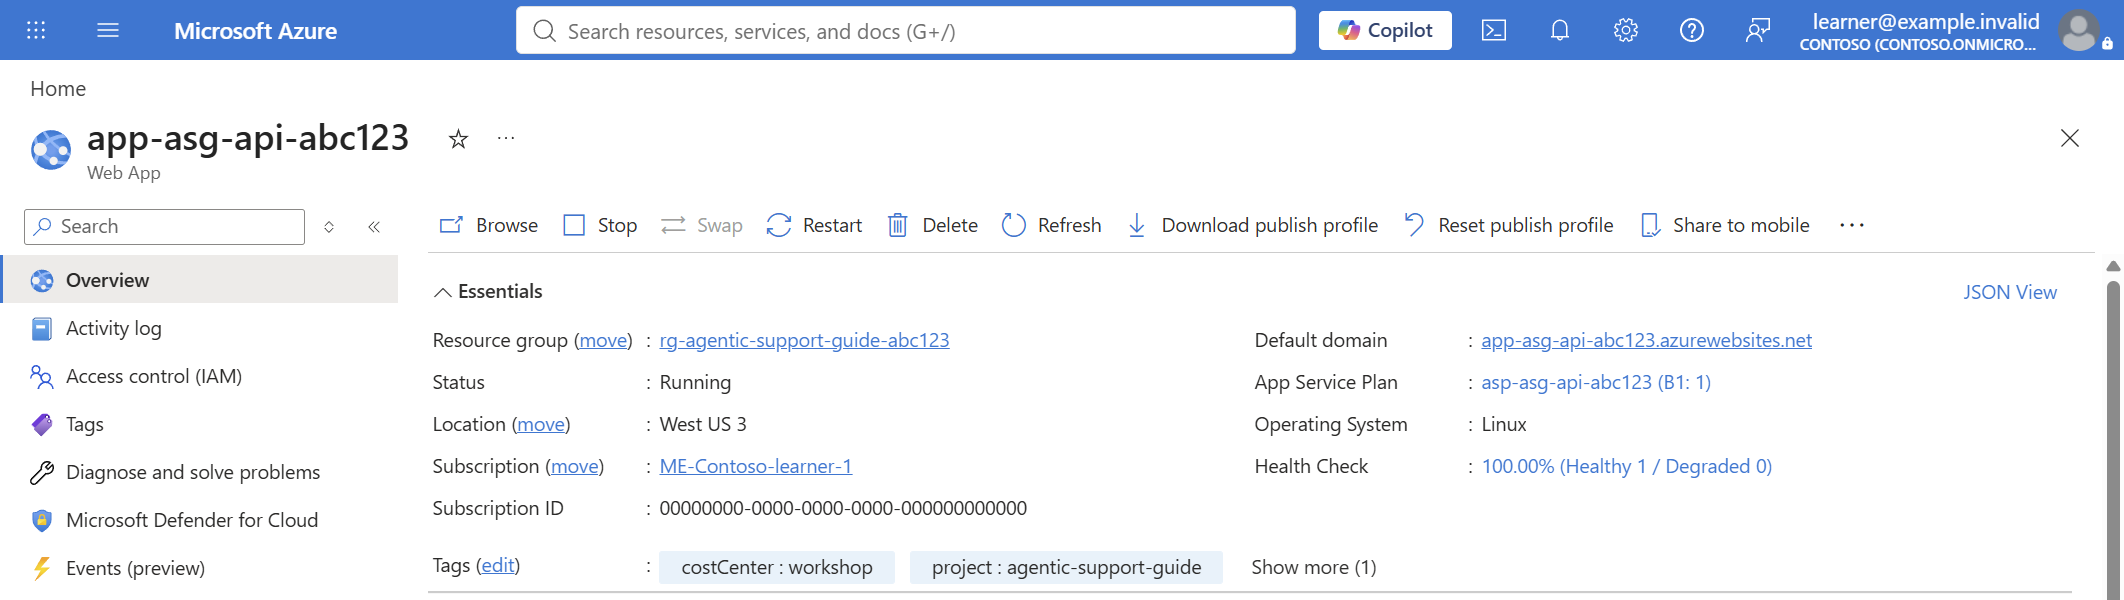 Microsoft Azure
Search resources, services, and docs (G+/)
Copilot
learner@example.invalid
CONTOSO (CONTOSO.ONMICRO...
Home
app-asg-api-abc123
Web App
Search
Browse Stop Swap Restart Delete Refresh Download publish profile Reset publish profile Share to mobile
Overview
Activity log
Access control (IAM)
Tags
Diagnose and solve problems
Microsoft Defender for Cloud
Events (preview)
Essentials
JSON View
Resource group (move) : rg-agentic-support-guide-abc123
Status : Running
Location (move) : West US 3
Subscription (move) : ME-Contoso-learner-1
Subscription ID : 00000000-0000-0000-0000-000000000000
Default domain : app-asg-api-abc123.azurewebsites.net
App Service Plan : asp-asg-api-abc123 (B1: 1)
Operating System : Linux
Health Check : 100.00% (Healthy 1 / Degraded 0)
Tags (edit) : costCenter : workshop project : agentic-support-guide Show more (1)